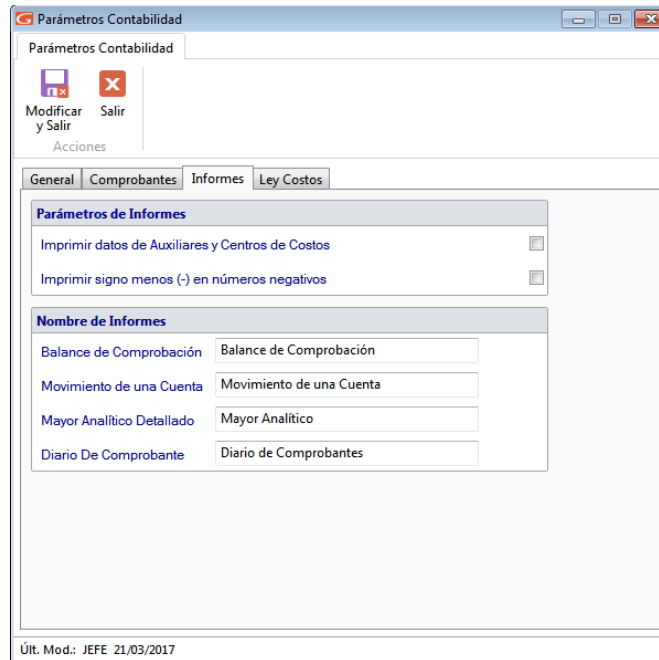 Parámetros Contabilidad
Parámetros Contabilidad
Modificar y Salir
Salir
Acciones
General
Comprobantes
Informes
Ley Costos
Parámetros de Informes
Imprimir datos de Auxiliares y Centros de Costos
Imprimir signo menos (-) en números negativos
Nombre de Informes
Balance de Comprobación Balance de Comprobación
Movimiento de una Cuenta Movimiento de una Cuenta
Mayor Analítico Detallado Mayor Analítico
Diario De Comprobante Diario de Comprobantes
Últ. Mod.: JEFE 21/03/2017